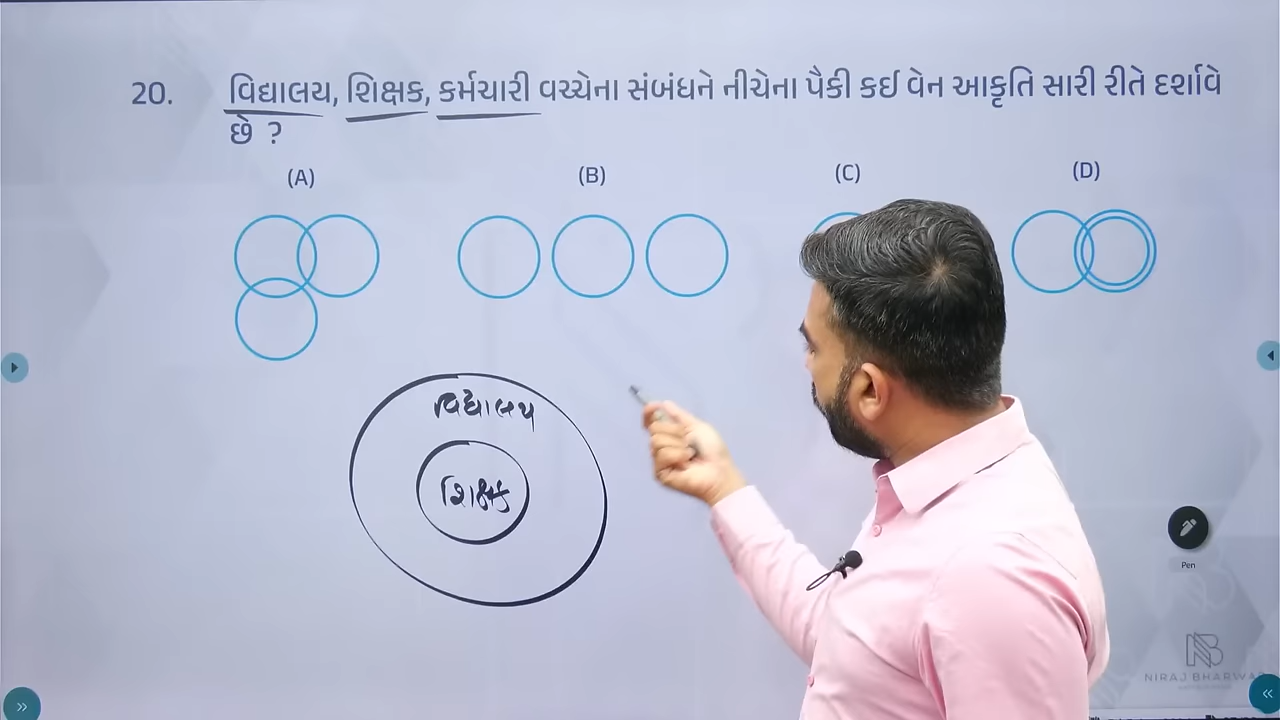 20. વિદ્યાલય, શિક્ષક, કર્મચારી વચ્ચેના સંબંધને નીચેના પૈકી કઈ વેન આકૃતિ સારી રીતે દર્શાવે
છે ?
(A) (B) (C) (D)
વિદ્યાલય
શિક્ષક
Pen
NIRAJ BHARWA